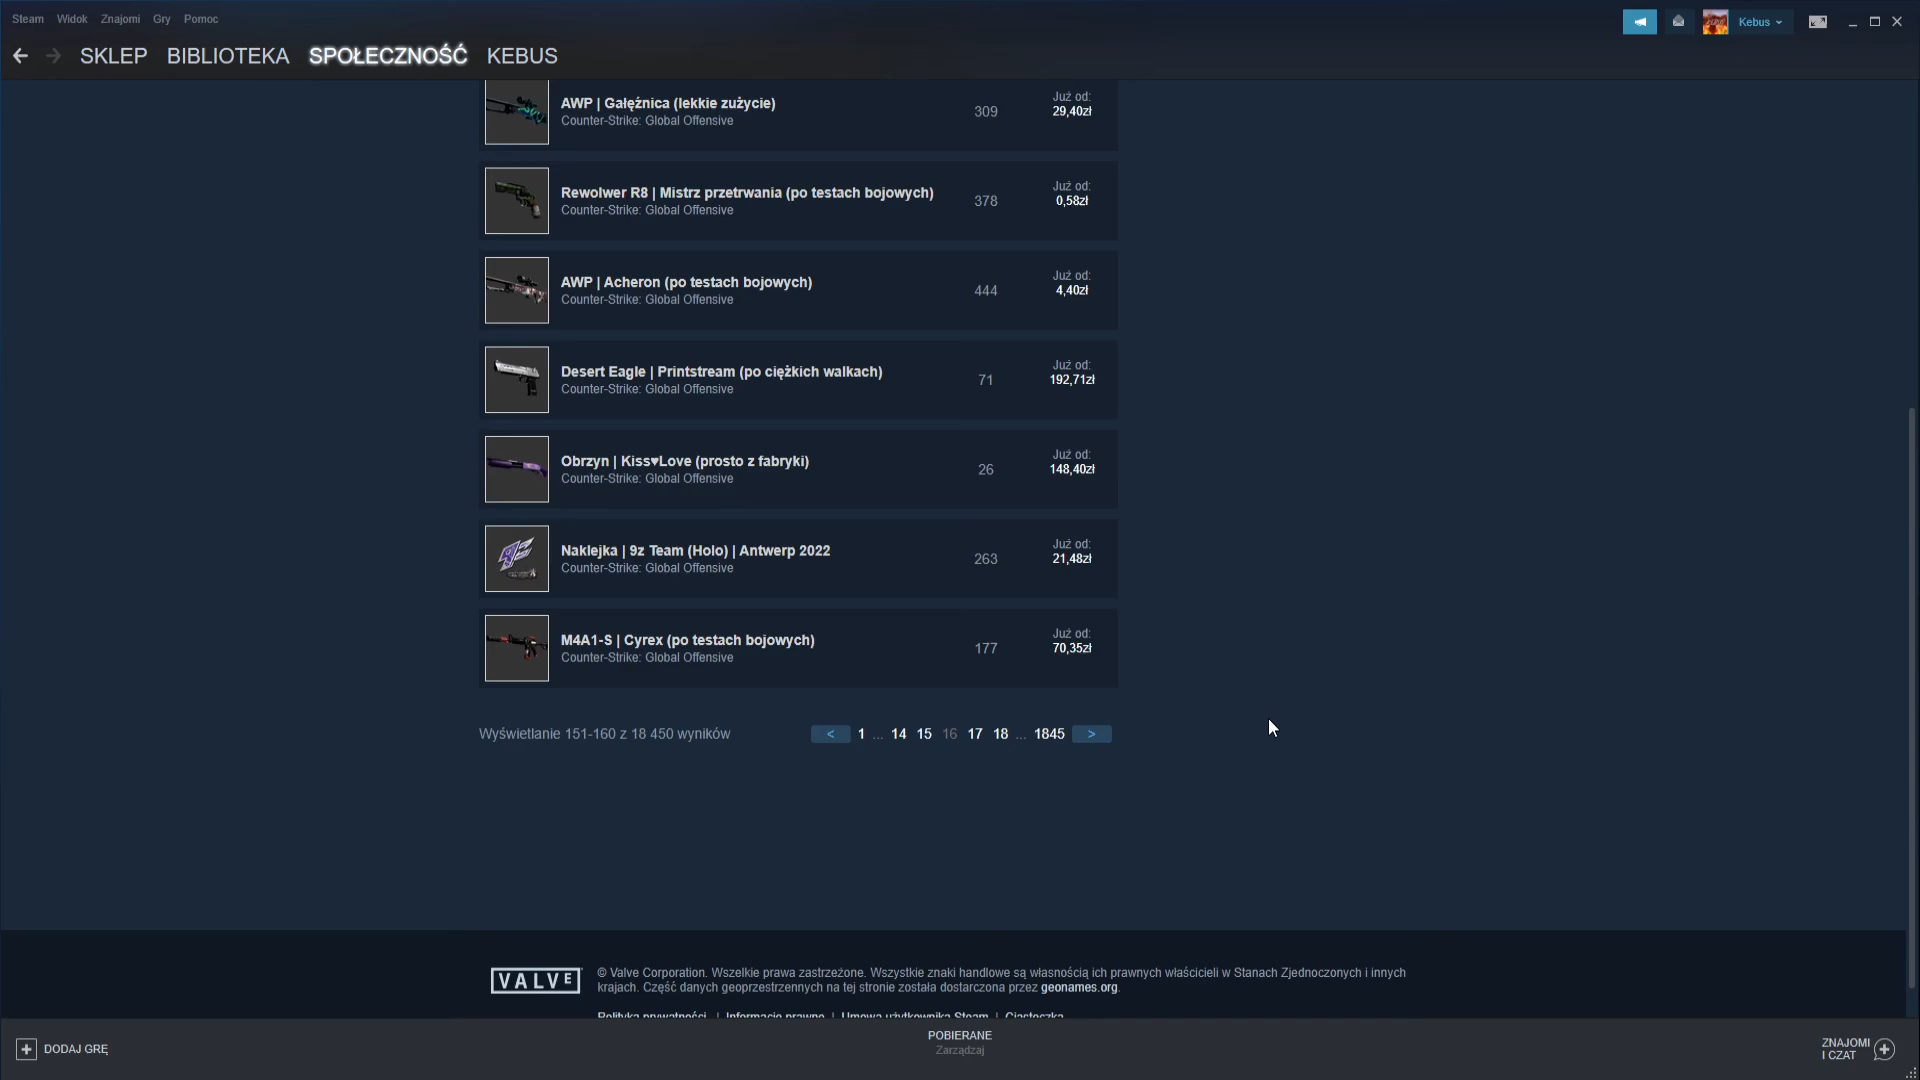 Steam Widok Znajomi Gry Pomoc
Kebus
SKLEP BIBLIOTEKA SPOŁECZNOŚĆ KEBUS
AWP | Gałęźnica (lekkie zużycie)
Counter-Strike: Global Offensive
309
Już od:
29,40zł
Rewolwer R8 | Mistrz przetrwania (po testach bojowych)
Counter-Strike: Global Offensive
378
Już od:
0,58zł
AWP | Acheron (po testach bojowych)
Counter-Strike: Global Offensive
444
Już od:
4,40zł
Desert Eagle | Printstream (po ciężkich walkach)
Counter-Strike: Global Offensive
71
Już od:
192,71zł
Obrzyn | Kiss♥Love (prosto z fabryki)
Counter-Strike: Global Offensive
26
Już od:
148,40zł
Naklejka | 9z Team (Holo) | Antwerp 2022
Counter-Strike: Global Offensive
263
Już od:
21,48zł
M4A1-S | Cyrex (po testach bojowych)
Counter-Strike: Global Offensive
177
Już od:
70,35zł
Wyświetlanie 151-160 z 18 450 wyników
< 1 ... 14 15 16 17 18 ... 1845 >
VALVE
© Valve Corporation. Wszelkie prawa zastrzeżone. Wszystkie znaki handlowe są własnością ich prawnych właścicieli w Stanach Zjednoczonych i innych
krajach. Część danych geoprzestrzennych na tej stronie została dostarczona przez geonames.org.
Polityka prywatności | Informacje prawne | Umowa użytkownika Steam | Ciasteczka
DODAJ GRĘ
POBIERANE
Zarządzaj
ZNAJOMI
I CZAT